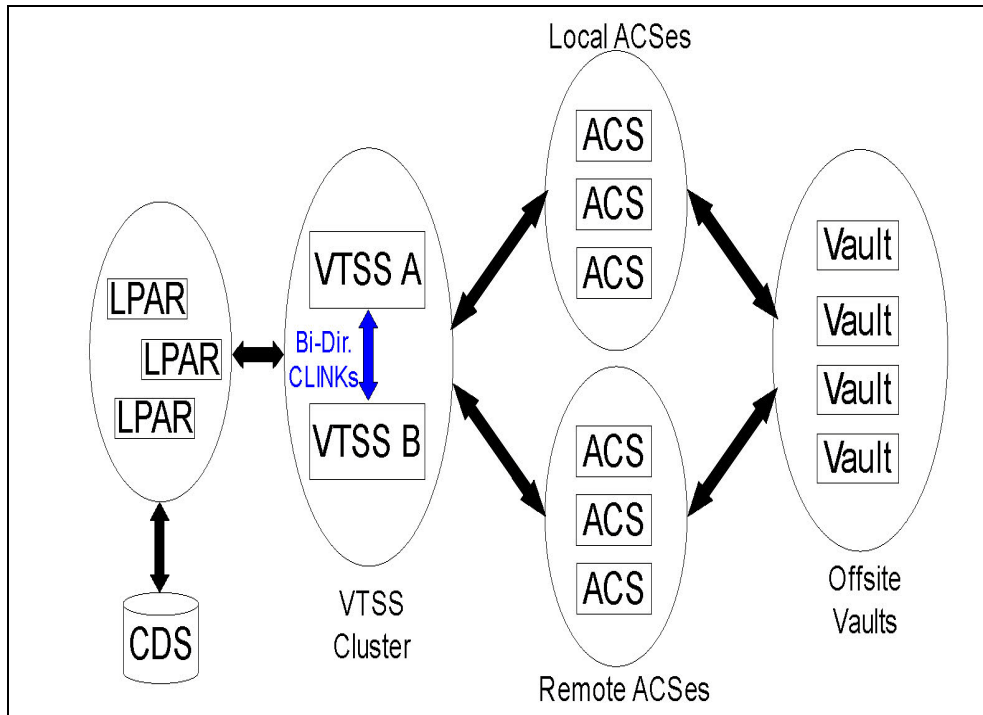 Local ACSes
ACS
ACS
ACS
LPAR
LPAR
LPAR
CDS
VTSS A
Bi-Dir.
CLINKs
VTSS B
VTSS
Cluster
ACS
ACS
ACS
Remote ACSes
Vault
Vault
Vault
Vault
Offsite
Vaults